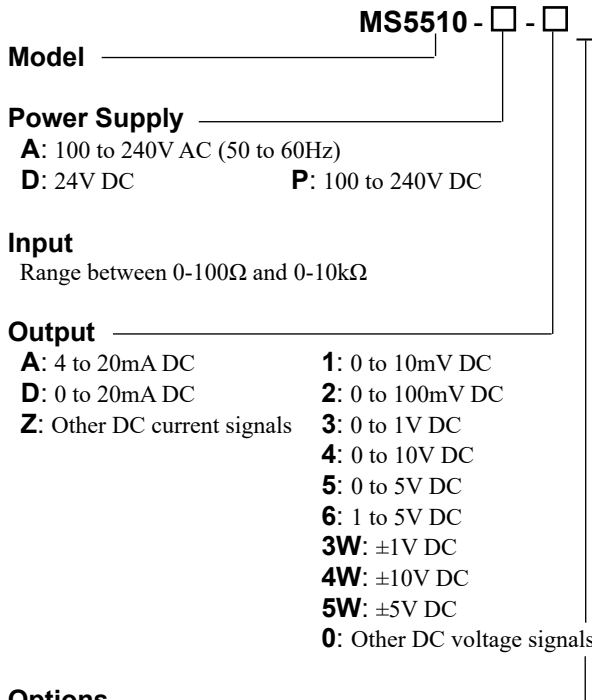 MS5510 - □ - □
Model
Power Supply
A: 100 to 240V AC (50 to 60Hz)
D: 24V DC P: 100 to 240V DC
Input
Range between 0-100Ω and 0-10kΩ
Output
A: 4 to 20mA DC 1: 0 to 10mV DC
D: 0 to 20mA DC 2: 0 to 100mV DC
Z: Other DC current signals 3: 0 to 1V DC
4: 0 to 10V DC
5: 0 to 5V DC
6: 1 to 5V DC
3W: ±1V DC
4W: ±10V DC
5W: ±5V DC
0: Other DC voltage signals
Options